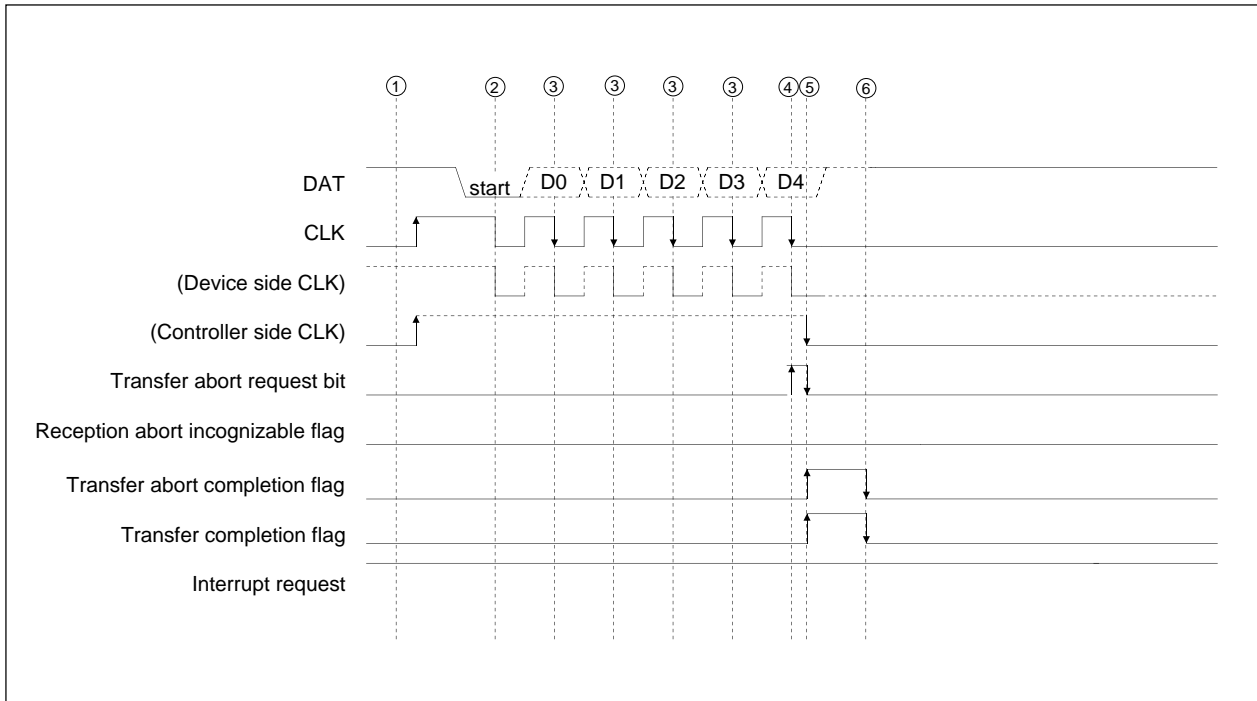 ① ② ③ ③ ③ ③ ④ ⑤ ⑥
DAT start D0 D1 D2 D3 D4
CLK
(Device side CLK)
(Controller side CLK)
Transfer abort request bit
Reception abort incognizable flag
Transfer abort completion flag
Transfer completion flag
Interrupt request